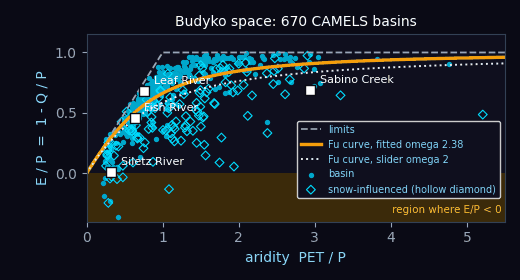 Budyko space: 670 CAMELS basins
E / P = 1 - Q / P
1.0
0.5
0.0
Leaf River
Fish River
Siletz River
Sabino Creek
limits
Fu curve, fitted omega 2.38
Fu curve, slider omega 2
basin
snow-influenced (hollow diamond)
region where E/P < 0
0
1
2
3
4
5
aridity PET / P